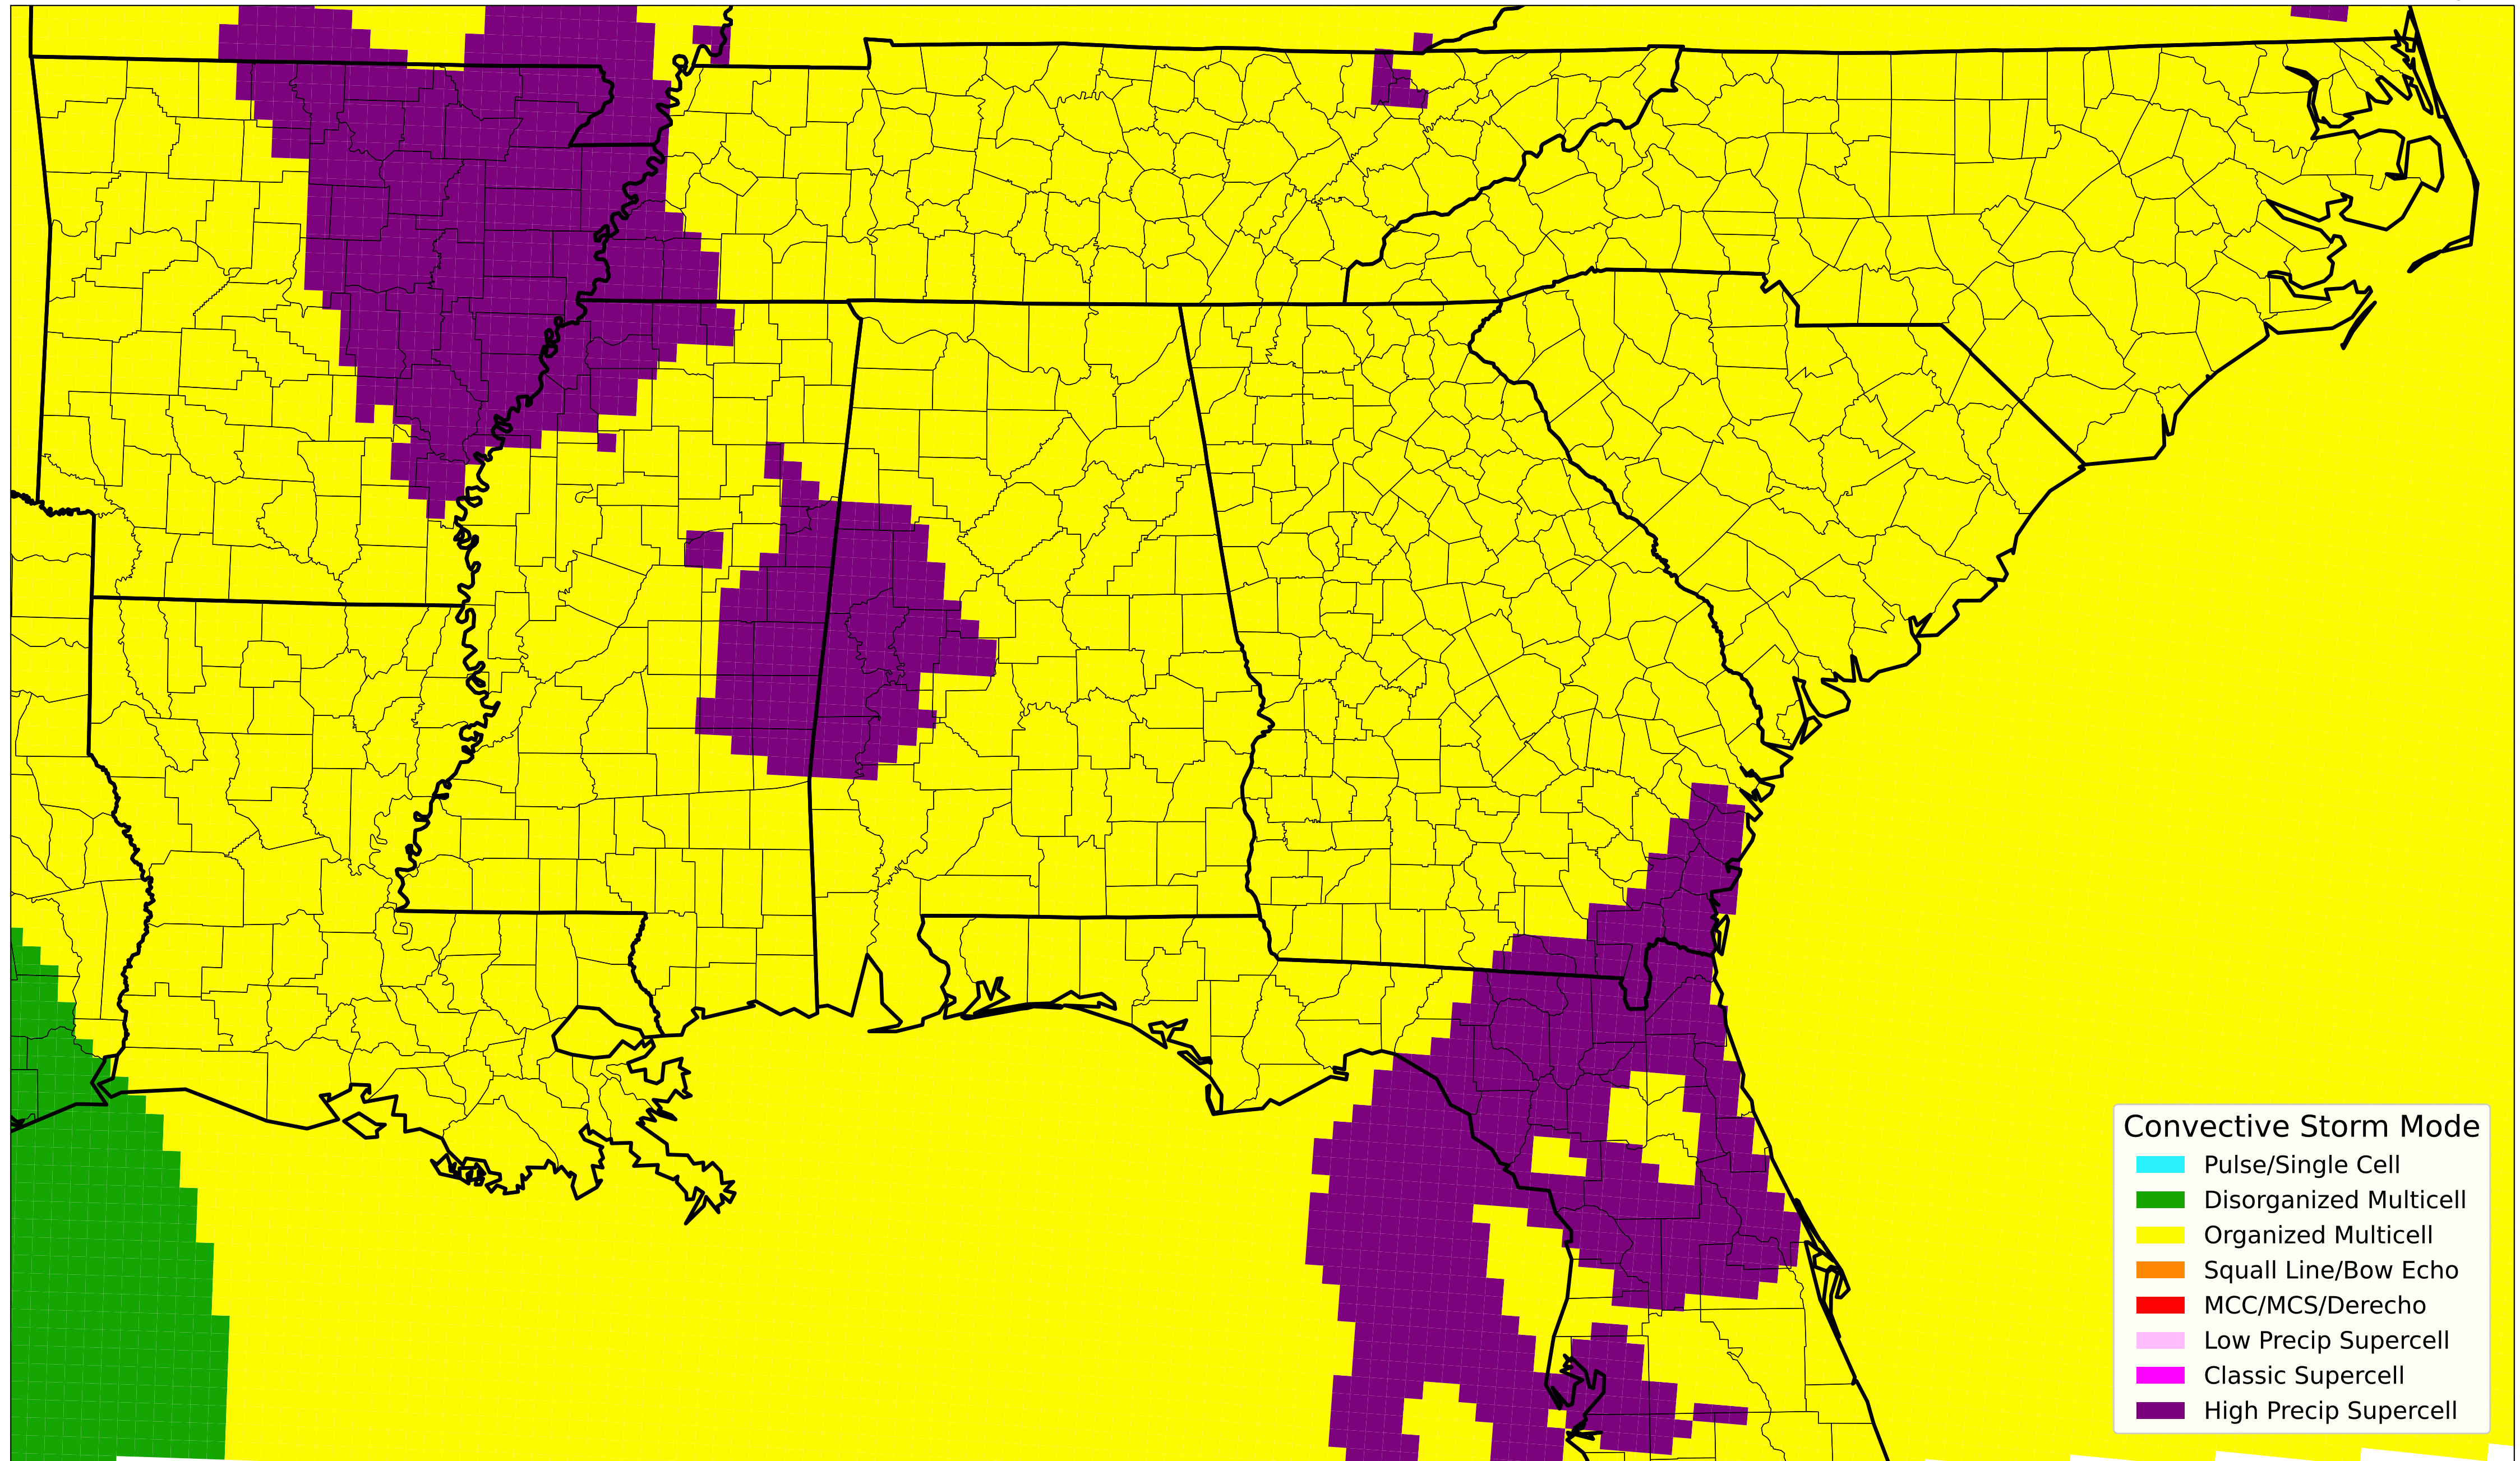 Convective Storm Mode
Pulse/Single Cell
Disorganized Multicell
Organized Multicell
Squall Line/Bow Echo
MCC/MCS/Derecho
Low Precip Supercell
Classic Supercell
High Precip Supercell